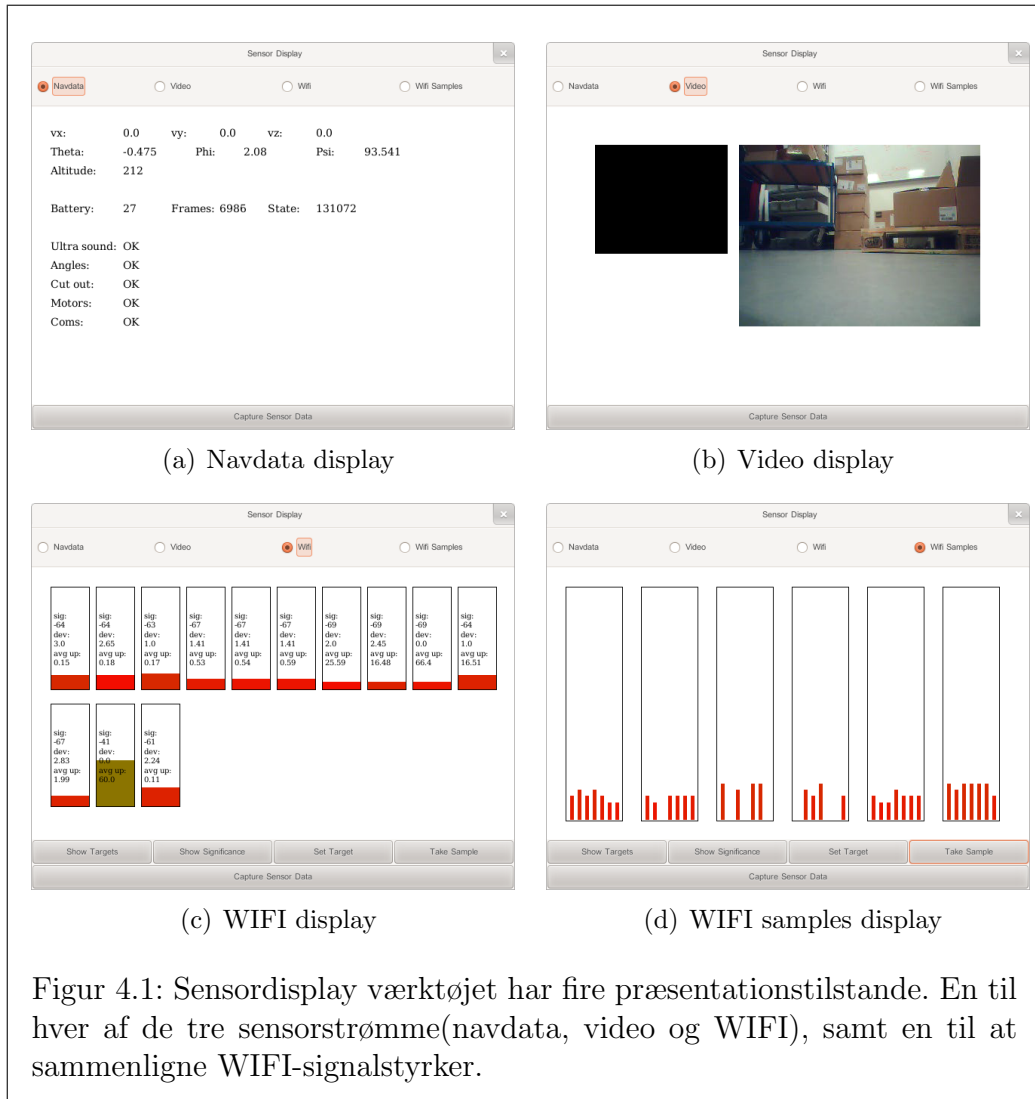 Sensor Display
Navdata Video Wifi Wifi Samples
vx: 0.0 vy: 0.0 vz: 0.0
Theta: -0.475 Phi: 2.08 Psi: 93.541
Altitude: 212
Battery: 27 Frames: 6986 State: 131072
Ultra sound: OK
Angles: OK
Cut out: OK
Motors: OK
Coms: OK
Capture Sensor Data
(a) Navdata display
Sensor Display
Navdata Video Wifi Wifi Samples
Capture Sensor Data
(b) Video display
Sensor Display
Navdata Video Wifi Wifi Samples
sig: sig: sig: sig: sig: sig: sig: sig: sig: sig:
-64 -64 -63 -67 -67 -67 -69 -69 -69 -64
dev: dev: dev: dev: dev: dev: dev: dev: dev: dev:
3.0 2.65 1.0 1.41 1.41 1.41 2.0 2.45 0.0 1.0
avg up: avg up: avg up: avg up: avg up: avg up: avg up: avg up: avg up: avg up:
0.15 0.18 0.17 0.53 0.54 0.59 25.59 16.48 66.4 16.51
sig: sig: sig:
-67 -41 -61
dev: dev: dev:
2.83 0.0 2.24
avg up: avg up: avg up:
1.99 60.0 0.11
Show Targets Show Significance Set Target Take Sample
Capture Sensor Data
(c) WIFI display
Sensor Display
Navdata Video Wifi Wifi Samples
Show Targets Show Significance Set Target Take Sample
Capture Sensor Data
(d) WIFI samples display
Figur 4.1: Sensordisplay værktøjet har fire præsentationstilstande. En til
hver af de tre sensorstrømme(navdata, video og WIFI), samt en til at
sammenligne WIFI-signalstyrker.